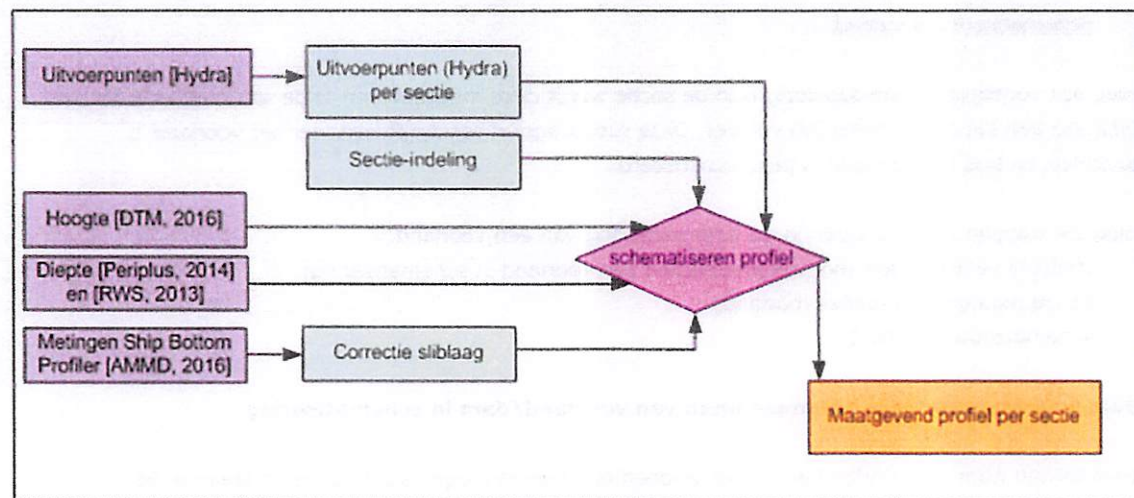 Uitvoerpunten [Hydra]
Uitvoerpunten (Hydra)
per sectie
Sectie-indeling
Hoogte [DTM, 2016]
Diepte [Periplus, 2014]
en [RWS, 2013]
schematiseren profiel
Metingen Ship Bottom
Profiler [AMMD, 2016]
Correctie sliblaag
Maatgevend profiel per sectie